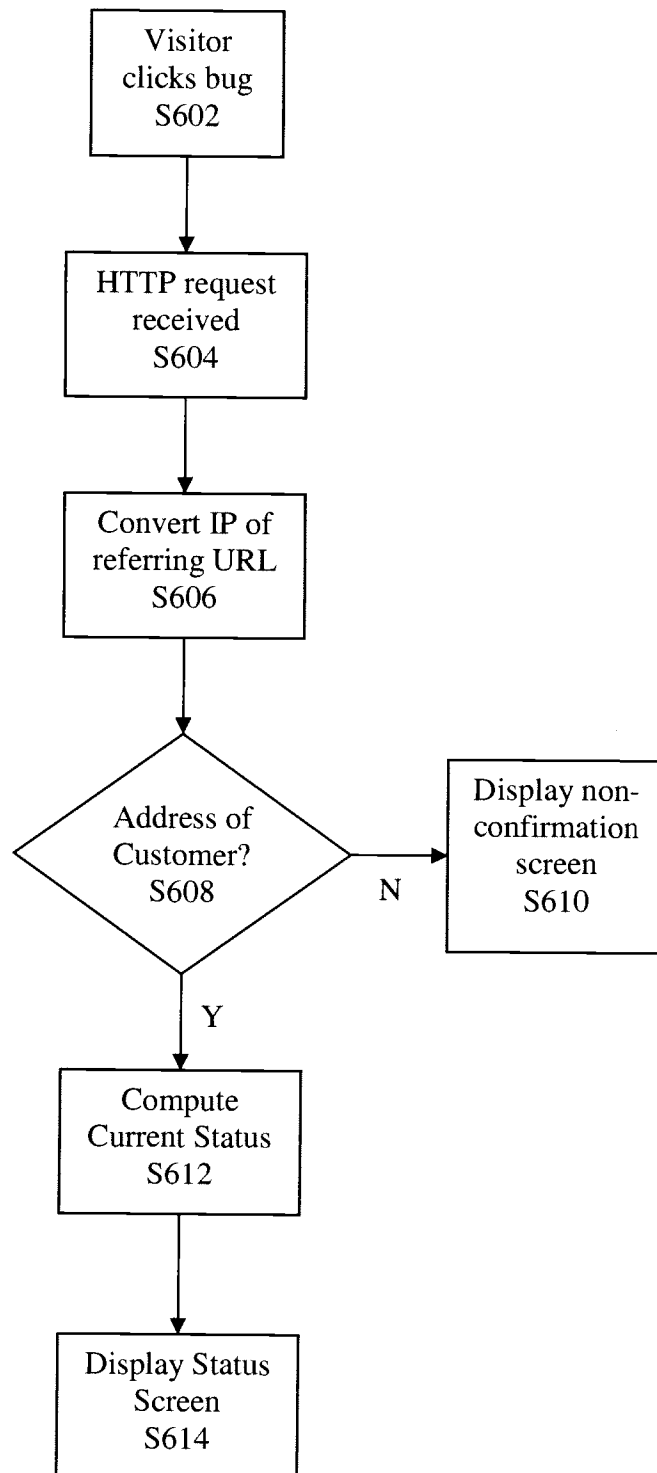 Visitor
clicks bug
S602
HTTP request
received
S604
Convert IP of
referring URL
S606
Address of
Customer?
S608
N
Display non-
confirmation
screen
S610
Y
Compute
Current Status
S612
Display Status
Screen
S614